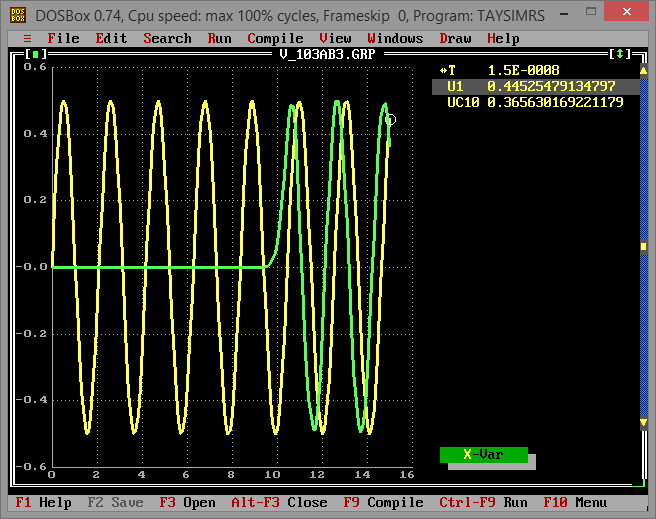 DOSBox 0.74, Cpu speed: max 100% cycles, Frameskip 0, Program: TAYSIMRS
DOS
BOX
≡ File Edit Search Run Compile View Windows Debug Draw Help
V_103AB3.GRP
0.6
0.4
0.2
-0.0
-0.2
-0.4
-0.6
0 2 4 6 8 10 12 14 16
↔T 1.5E-0008
U1 0.44525479134797
UC10 0.365630169221179
X-Var
F1 Help F2 Save F3 Open Alt-F3 Close F9 Compile Ctrl-F9 Run F10 Menu